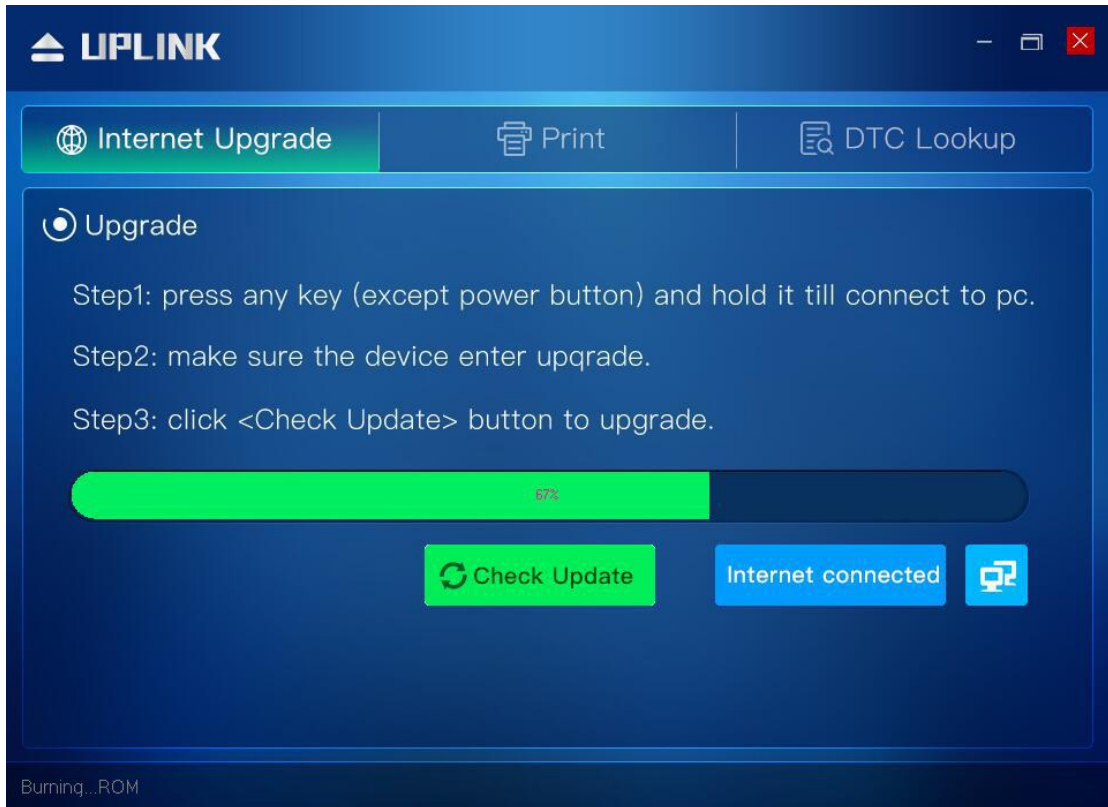 UPLINK
Internet Upgrade
Print
DTC Lookup
Upgrade
Step1: press any key (except power button) and hold it till connect to pc.
Step2: make sure the device enter upqrade.
Step3: click <Check Update> button to upgrade.
67%
Check Update
Internet connected
Burning...ROM